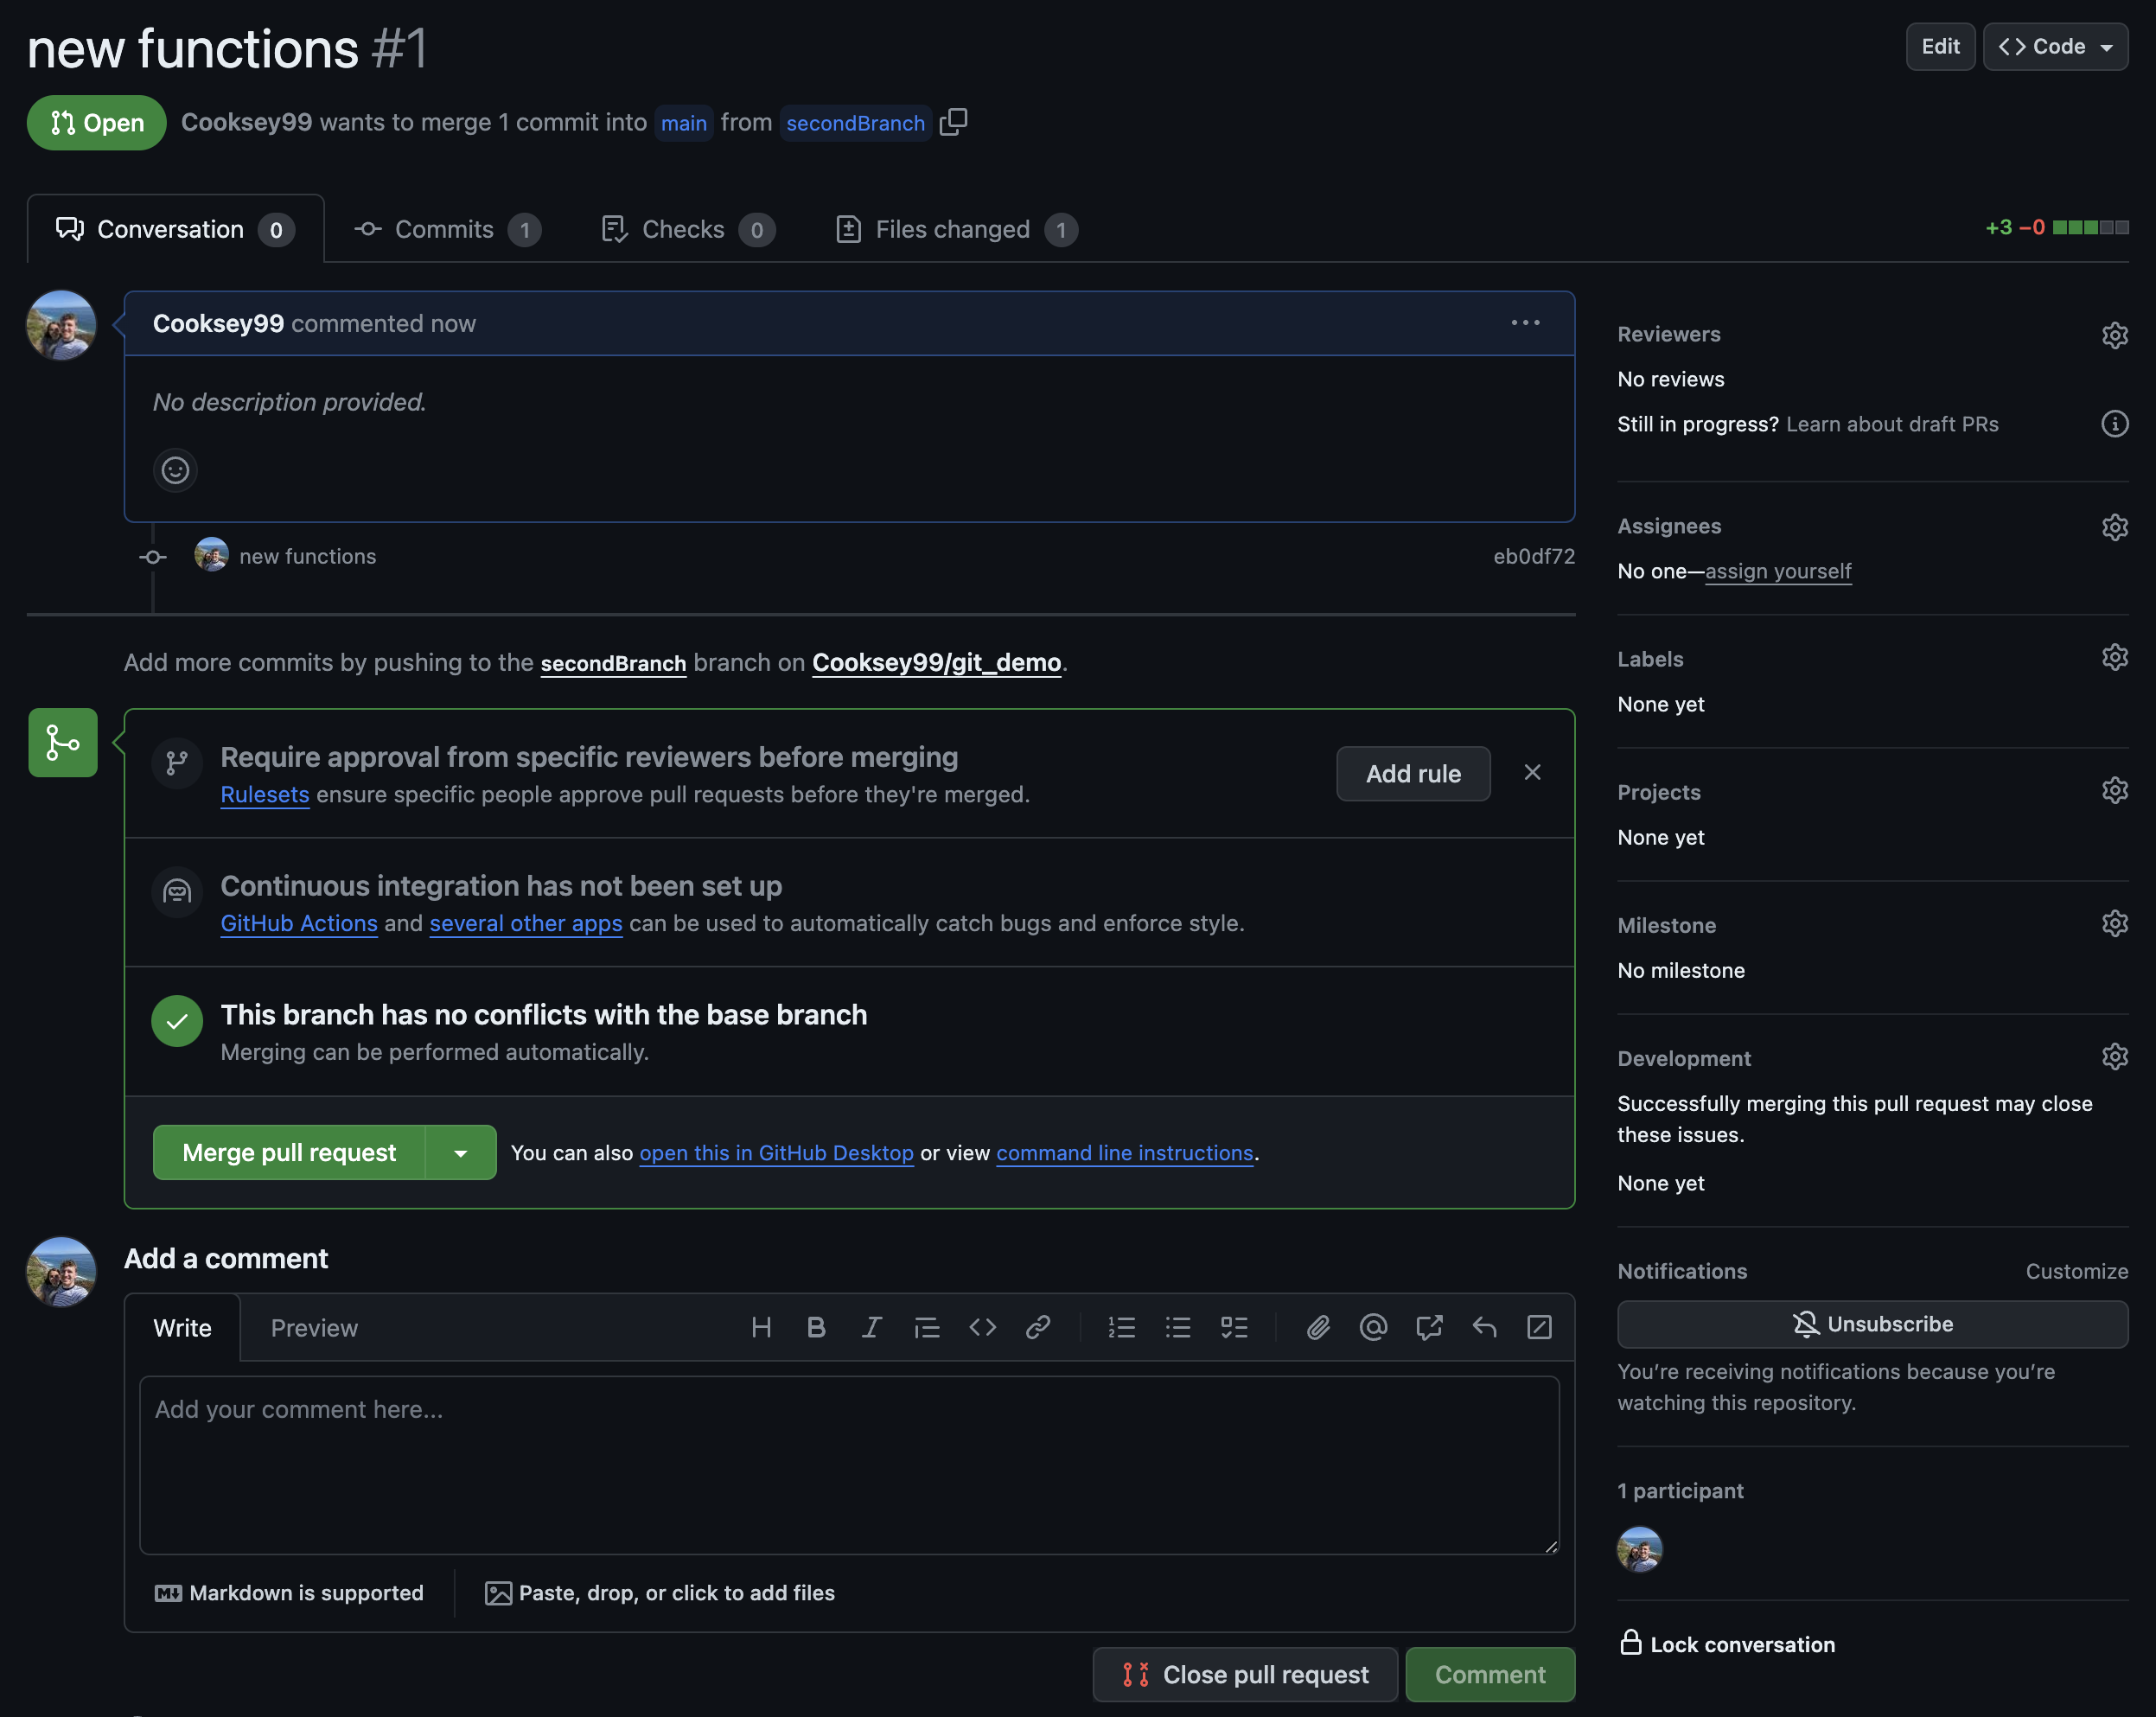 new functions #1
Edit
Code
Open
Cooksey99 wants to merge 1 commit into main from secondBranch
Conversation 0
Commits 1
Checks 0
Files changed 1
+3 −0
Cooksey99 commented now
No description provided.
new functions
eb0df72
Add more commits by pushing to the secondBranch branch on Cooksey99/git_demo.
Require approval from specific reviewers before merging
Rulesets ensure specific people approve pull requests before they're merged.
Add rule
Continuous integration has not been set up
GitHub Actions and several other apps can be used to automatically catch bugs and enforce style.
This branch has no conflicts with the base branch
Merging can be performed automatically.
Merge pull request
You can also open this in GitHub Desktop or view command line instructions.
Add a comment
Write
Preview
Add your comment here...
Markdown is supported
Paste, drop, or click to add files
Close pull request
Comment
Reviewers
No reviews
Still in progress? Learn about draft PRs
Assignees
No one—assign yourself
Labels
None yet
Projects
None yet
Milestone
No milestone
Development
Successfully merging this pull request may close
these issues.
None yet
Notifications
Customize
Unsubscribe
You’re receiving notifications because you’re
watching this repository.
1 participant
Lock conversation